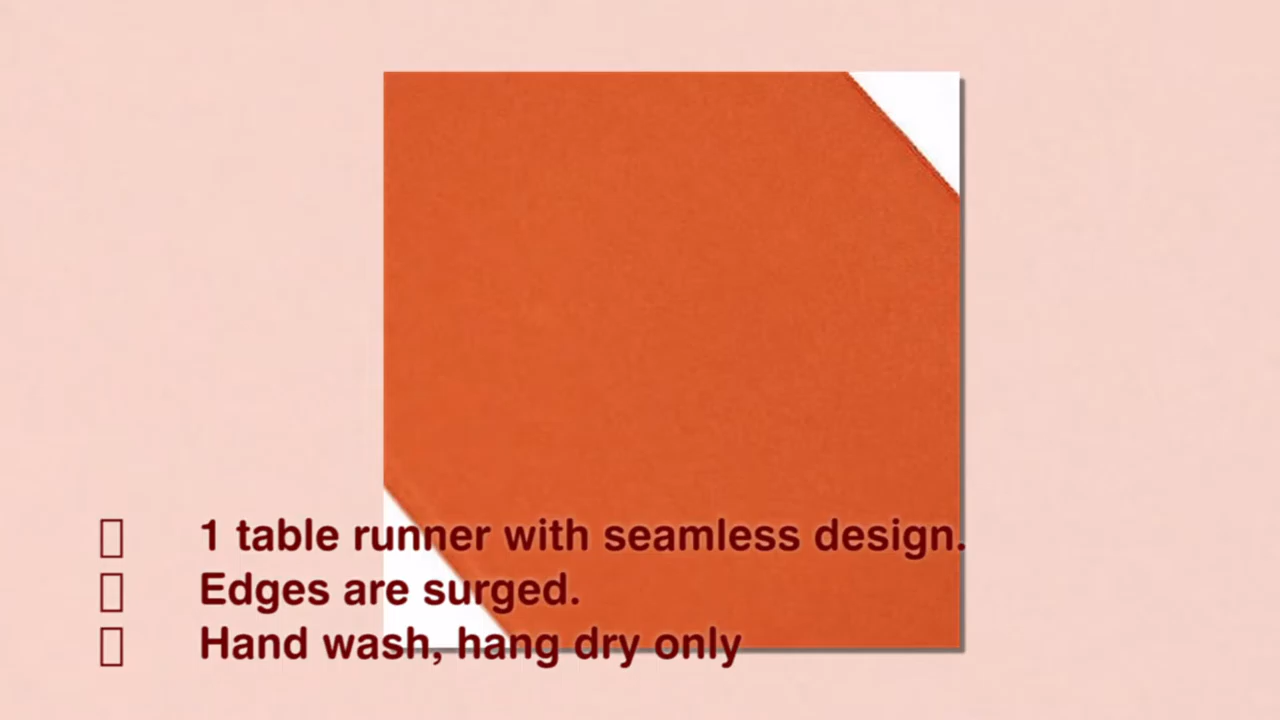 1 table runner with seamless design.
Edges are surged.
Hand wash, hang dry only